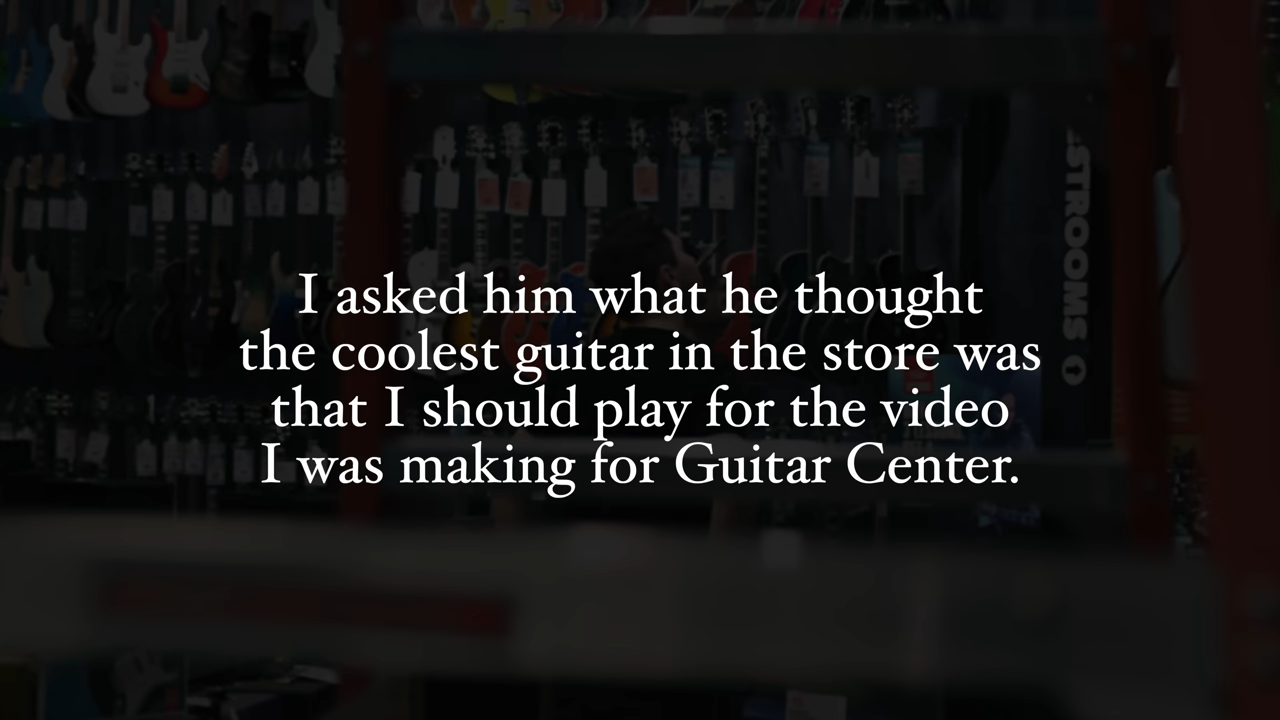 I asked him what he thought
the coolest guitar in the store was
that I should play for the video
I was making for Guitar Center.
STROOMS